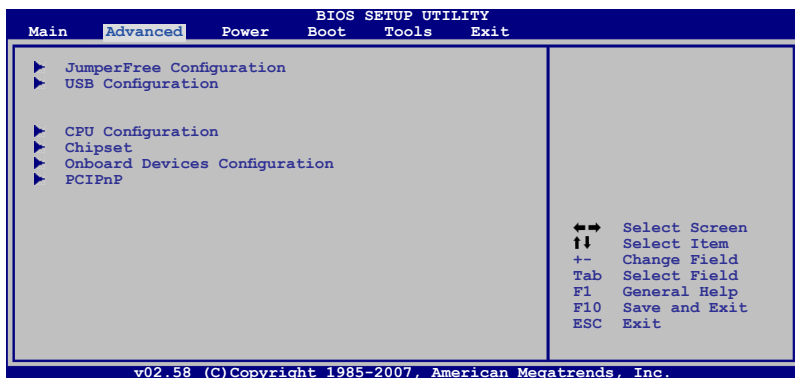 BIOS SETUP UTILITY
Main Advanced Power Boot Tools Exit
JumperFree Configuration
USB Configuration
CPU Configuration
Chipset
Onboard Devices Configuration
PCIPnP
←→ Select Screen
↑↓ Select Item
+- Change Field
Tab Select Field
F1 General Help
F10 Save and Exit
ESC Exit
v02.58 (C)Copyright 1985-2007, American Megatrends, Inc.